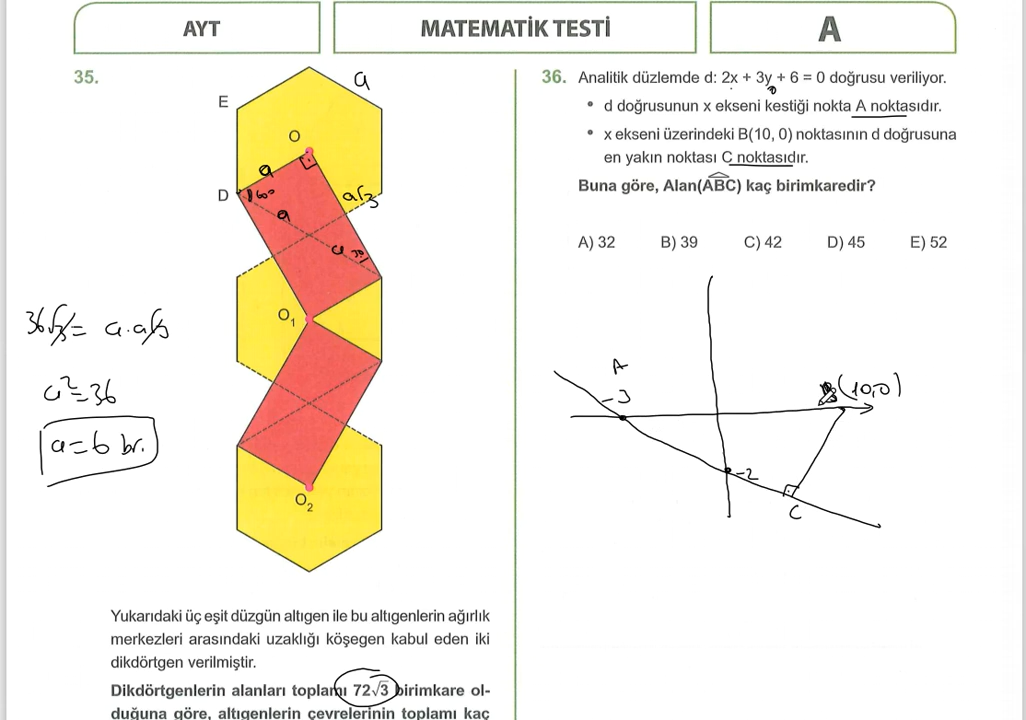 AYT
MATEMATİK TESTİ
A
35.
E
a
O
a
60°
D
a√3
a
a
30°
O1
36√3 = a.a√3
a²=36
a=6 br.
O2
Yukarıdaki üç eşit düzgün altıgen ile bu altıgenlerin ağırlık
merkezleri arasındaki uzaklığı köşegen kabul eden iki
dikdörtgen verilmiştir.
Dikdörtgenlerin alanları toplamı 72√3 birimkare ol-
duğuna göre, altıgenlerin çevrelerinin toplamı kaç
36. Analitik düzlemde d: 2x + 3y + 6 = 0 doğrusu veriliyor.
• d doğrusunun x ekseni kestiği nokta A noktasıdır.
• x ekseni üzerindeki B(10, 0) noktasının d doğrusuna
en yakın noktası C noktasıdır.
Buna göre, Alan(ABC) kaç birimkaredir?
A) 32 B) 39 C) 42 D) 45 E) 52
A
-3
B(10,0)
-2
C